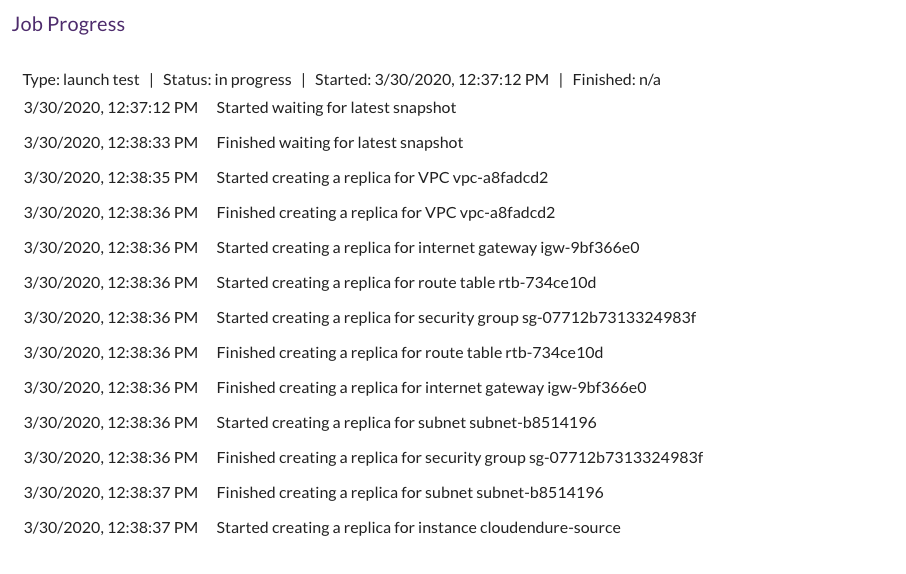 Job Progress
Type: launch test | Status: in progress | Started: 3/30/2020, 12:37:12 PM | Finished: n/a
3/30/2020, 12:37:12 PM Started waiting for latest snapshot
3/30/2020, 12:38:33 PM Finished waiting for latest snapshot
3/30/2020, 12:38:35 PM Started creating a replica for VPC vpc-a8fadcd2
3/30/2020, 12:38:36 PM Finished creating a replica for VPC vpc-a8fadcd2
3/30/2020, 12:38:36 PM Started creating a replica for internet gateway igw-9bf366e0
3/30/2020, 12:38:36 PM Started creating a replica for route table rtb-734ce10d
3/30/2020, 12:38:36 PM Started creating a replica for security group sg-07712b7313324983f
3/30/2020, 12:38:36 PM Finished creating a replica for route table rtb-734ce10d
3/30/2020, 12:38:36 PM Finished creating a replica for internet gateway igw-9bf366e0
3/30/2020, 12:38:36 PM Started creating a replica for subnet subnet-b8514196
3/30/2020, 12:38:36 PM Finished creating a replica for security group sg-07712b7313324983f
3/30/2020, 12:38:37 PM Finished creating a replica for subnet subnet-b8514196
3/30/2020, 12:38:37 PM Started creating a replica for instance cloudendure-source